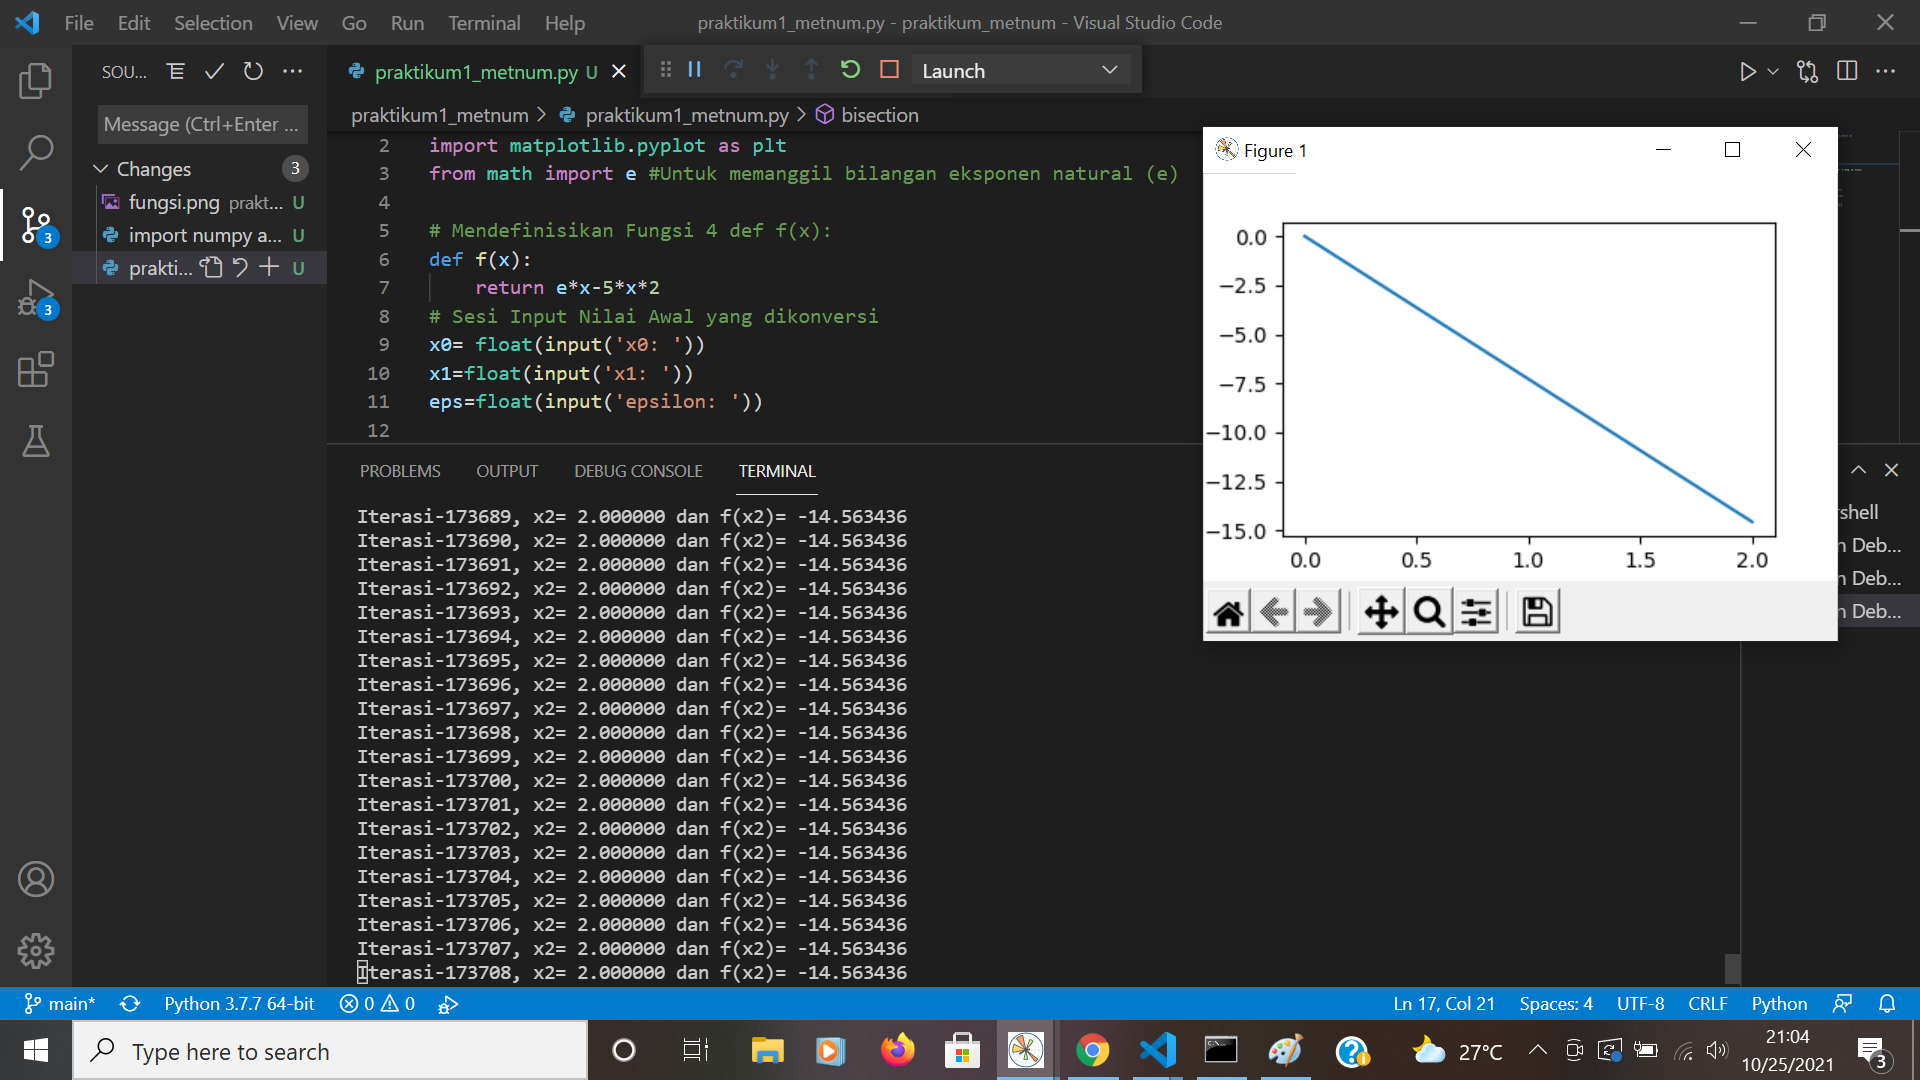 File Edit Selection View Go Run Terminal Help
praktikum1_metnum.py - praktikum_metnum - Visual Studio Code
SOU...
praktikum1_metnum.py U
Launch
praktikum1_metnum > praktikum1_metnum.py > bisection
Message (Ctrl+Enter ...
Changes 3
fungsi.png prakt... U
import numpy a... U
prakti... U
3
3
2 import matplotlib.pyplot as plt
3 from math import e #Untuk memanggil bilangan eksponen natural (e)
4
5 # Mendefinisikan Fungsi 4 def f(x):
6 def f(x):
7 return e*x-5*x*2
8 # Sesi Input Nilai Awal yang dikonversi
9 x0= float(input('x0: '))
10 x1=float(input('x1: '))
11 eps=float(input('epsilon: '))
12
Figure 1
0.0
−2.5
−5.0
−7.5
−10.0
−12.5
−15.0
0.0 0.5 1.0 1.5 2.0
PROBLEMS OUTPUT DEBUG CONSOLE TERMINAL
shell
Deb...
Deb...
Deb...
Iterasi-173689, x2= 2.000000 dan f(x2)= -14.563436
Iterasi-173690, x2= 2.000000 dan f(x2)= -14.563436
Iterasi-173691, x2= 2.000000 dan f(x2)= -14.563436
Iterasi-173692, x2= 2.000000 dan f(x2)= -14.563436
Iterasi-173693, x2= 2.000000 dan f(x2)= -14.563436
Iterasi-173694, x2= 2.000000 dan f(x2)= -14.563436
Iterasi-173695, x2= 2.000000 dan f(x2)= -14.563436
Iterasi-173696, x2= 2.000000 dan f(x2)= -14.563436
Iterasi-173697, x2= 2.000000 dan f(x2)= -14.563436
Iterasi-173698, x2= 2.000000 dan f(x2)= -14.563436
Iterasi-173699, x2= 2.000000 dan f(x2)= -14.563436
Iterasi-173700, x2= 2.000000 dan f(x2)= -14.563436
Iterasi-173701, x2= 2.000000 dan f(x2)= -14.563436
Iterasi-173702, x2= 2.000000 dan f(x2)= -14.563436
Iterasi-173703, x2= 2.000000 dan f(x2)= -14.563436
Iterasi-173704, x2= 2.000000 dan f(x2)= -14.563436
Iterasi-173705, x2= 2.000000 dan f(x2)= -14.563436
Iterasi-173706, x2= 2.000000 dan f(x2)= -14.563436
Iterasi-173707, x2= 2.000000 dan f(x2)= -14.563436
Iterasi-173708, x2= 2.000000 dan f(x2)= -14.563436
main* Python 3.7.7 64-bit 0 0
Ln 17, Col 21 Spaces: 4 UTF-8 CRLF Python
Type here to search
27°C
21:04
10/25/2021
3